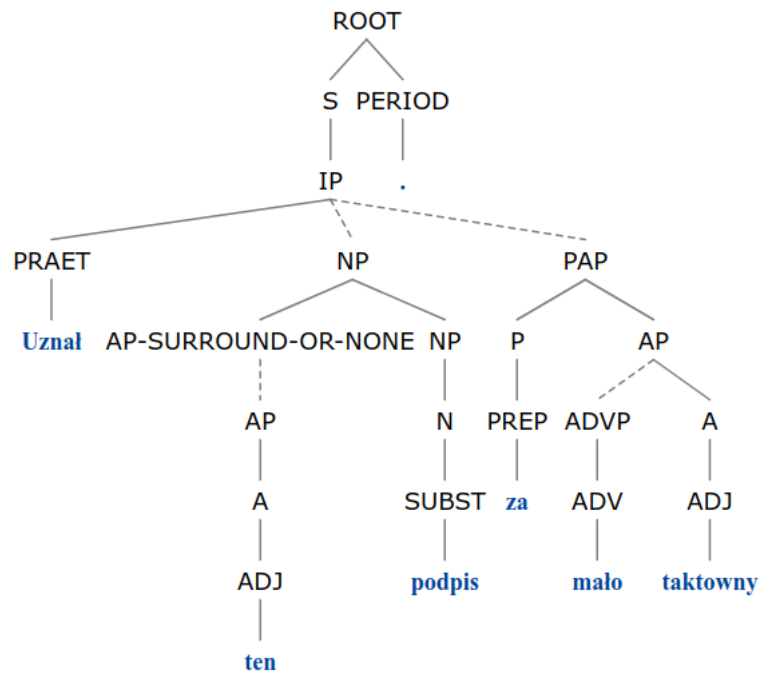 ROOT
S PERIOD
IP .
PRAET NP PAP
Uznał AP-SURROUND-OR-NONE NP P AP
AP N PREP ADVP A
A SUBST za ADV ADJ
ADJ podpis mało taktowny
ten